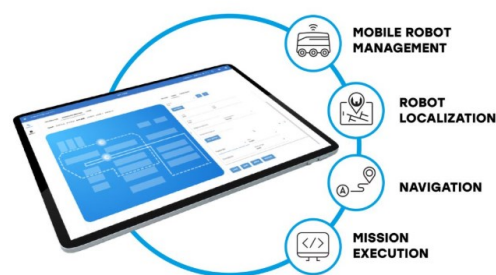 MOBILE ROBOT
MANAGEMENT
ROBOT
LOCALIZATION
A
NAVIGATION
</>
MISSION
EXECUTION